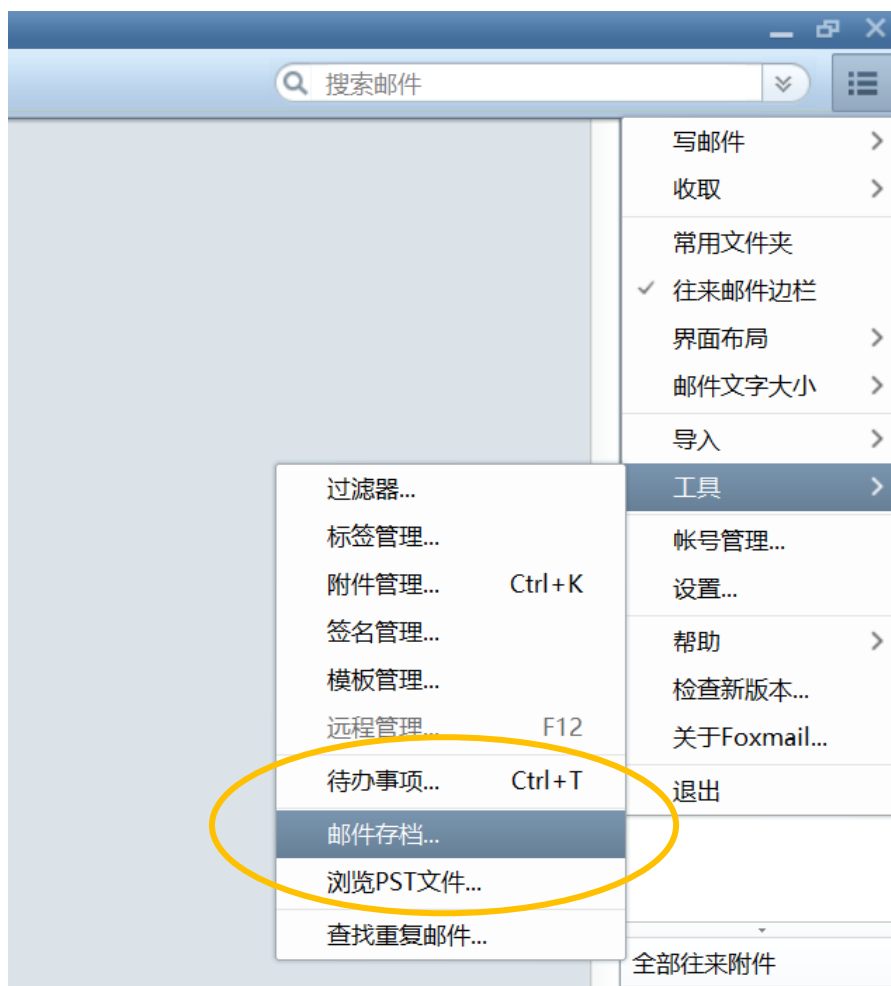 搜索邮件
写邮件
收取
常用文件夹
往来邮件边栏
界面布局
邮件文字大小
导入
工具
帐号管理...
设置...
帮助
检查新版本...
关于Foxmail...
退出
过滤器...
标签管理...
附件管理... Ctrl+K
签名管理...
模板管理...
远程管理... F12
待办事项... Ctrl+T
邮件存档...
浏览PST文件...
查找重复邮件...
全部往来附件